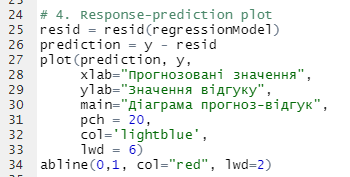 24 # 4. Response-prediction plot
25 resid = resid(regressionModel)
26 prediction = y - resid
27 plot(prediction, y,
28 xlab="Прогнозовані значення",
29 ylab="Значення відгуку",
30 main="Діаграма прогноз-відгук",
31 pch = 20,
32 col='lightblue',
33 lwd = 6)
34 abline(0,1, col="red", lwd=2)